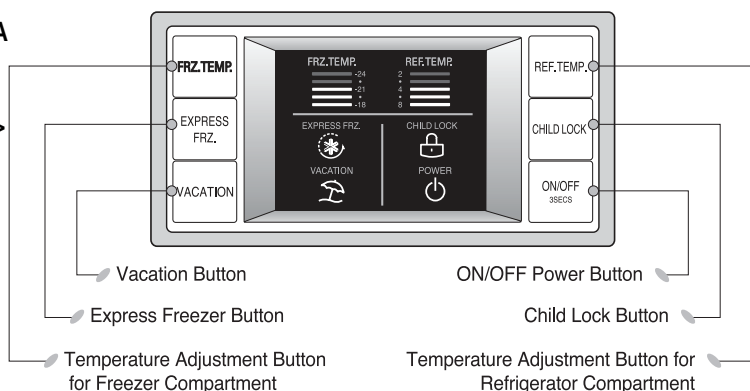 A
FRZ.TEMP.
EXPRESS
FRZ.
VACATION
FRZ.TEMP. REF.TEMP.
-24 2
-21 4
-18 8
EXPRESS FRZ. CHILD LOCK
VACATION POWER
REF.TEMP.
CHILD LOCK
ON/OFF
3SECS
Vacation Button ON/OFF Power Button
Express Freezer Button Child Lock Button
Temperature Adjustment Button Temperature Adjustment Button for
for Freezer Compartment Refrigerator Compartment